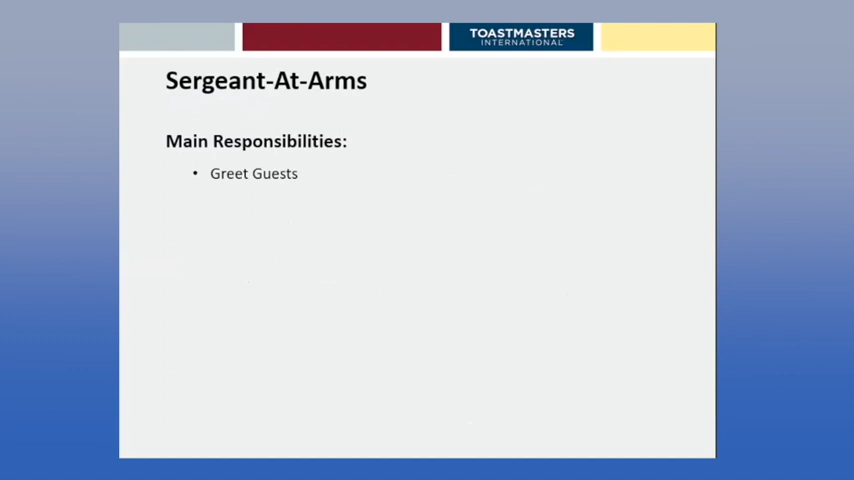 TOASTMASTERS
INTERNATIONAL
Sergeant-At-Arms
Main Responsibilities:
• Greet Guests